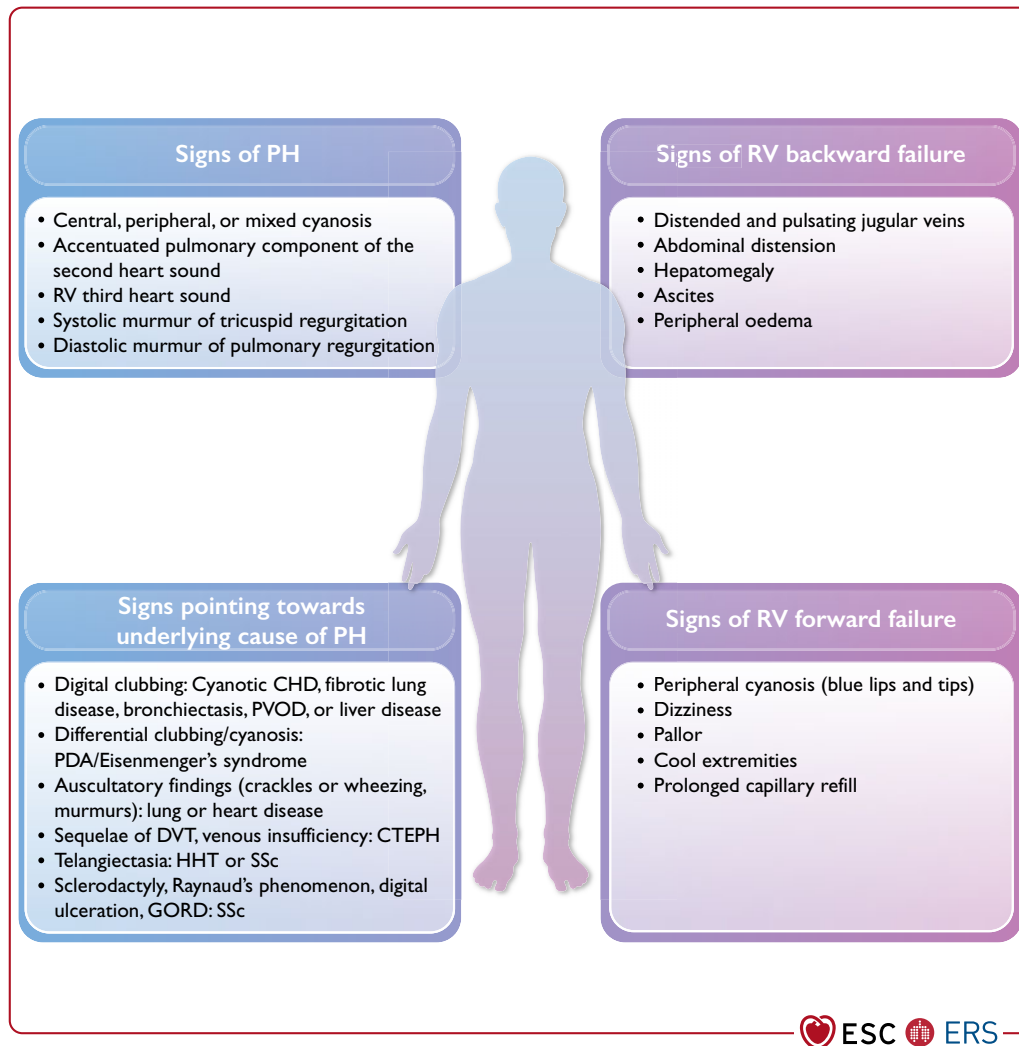 Signs of PH
• Central, peripheral, or mixed cyanosis
• Accentuated pulmonary component of the
second heart sound
• RV third heart sound
• Systolic murmur of tricuspid regurgitation
• Diastolic murmur of pulmonary regurgitation
Signs of RV backward failure
• Distended and pulsating jugular veins
• Abdominal distension
• Hepatomegaly
• Ascites
• Peripheral oedema
Signs pointing towards
underlying cause of PH
• Digital clubbing: Cyanotic CHD, fibrotic lung
disease, bronchiectasis, PVOD, or liver disease
• Differential clubbing/cyanosis:
PDA/Eisenmenger’s syndrome
• Auscultatory findings (crackles or wheezing,
murmurs): lung or heart disease
• Sequelae of DVT, venous insufficiency: CTEPH
• Telangiectasia: HHT or SSc
• Sclerodactyly, Raynaud’s phenomenon, digital
ulceration, GORD: SSc
Signs of RV forward failure
• Peripheral cyanosis (blue lips and tips)
• Dizziness
• Pallor
• Cool extremities
• Prolonged capillary refill
ESC ERS